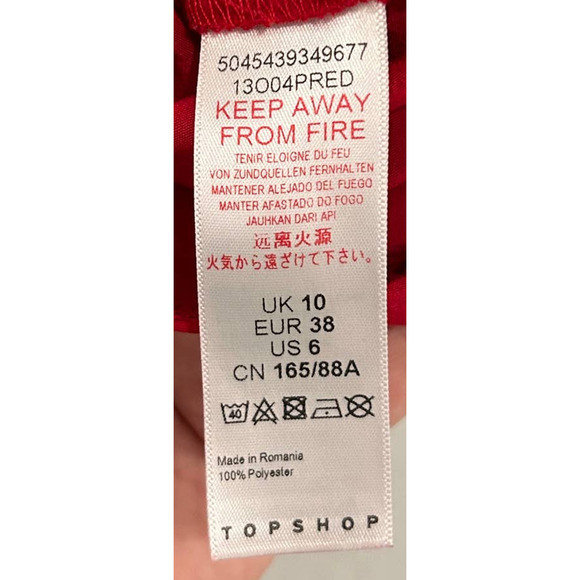 5045439349677
13O04PRED
KEEP AWAY
FROM FIRE
TENIR ELOIGNE DU FEU
VON ZUNDQUELLEN FERNHALTEN
MANTENER ALEJADO DEL FUEGO
MANTER AFASTADO DO FOGO
JAUHKAN DARI API
远离火源
火気から遠ざけて下さい。
UK 10
EUR 38
US 6
CN 165/88A
40
Made in Romania
100% Polyester
TOPSHOP